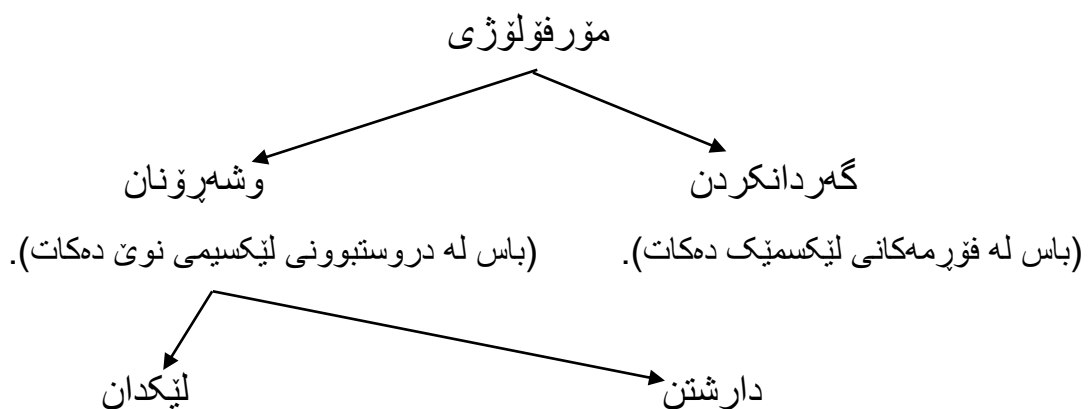 مۆرفۆلۆژی
گەردانکردن وشەڕۆنان
(باس لە فۆڕمەکانی لێکسمێک دەکات). (باس لە دروستبوونی لێکسیمی نوێ دەکات).
دارشتن لێکدان